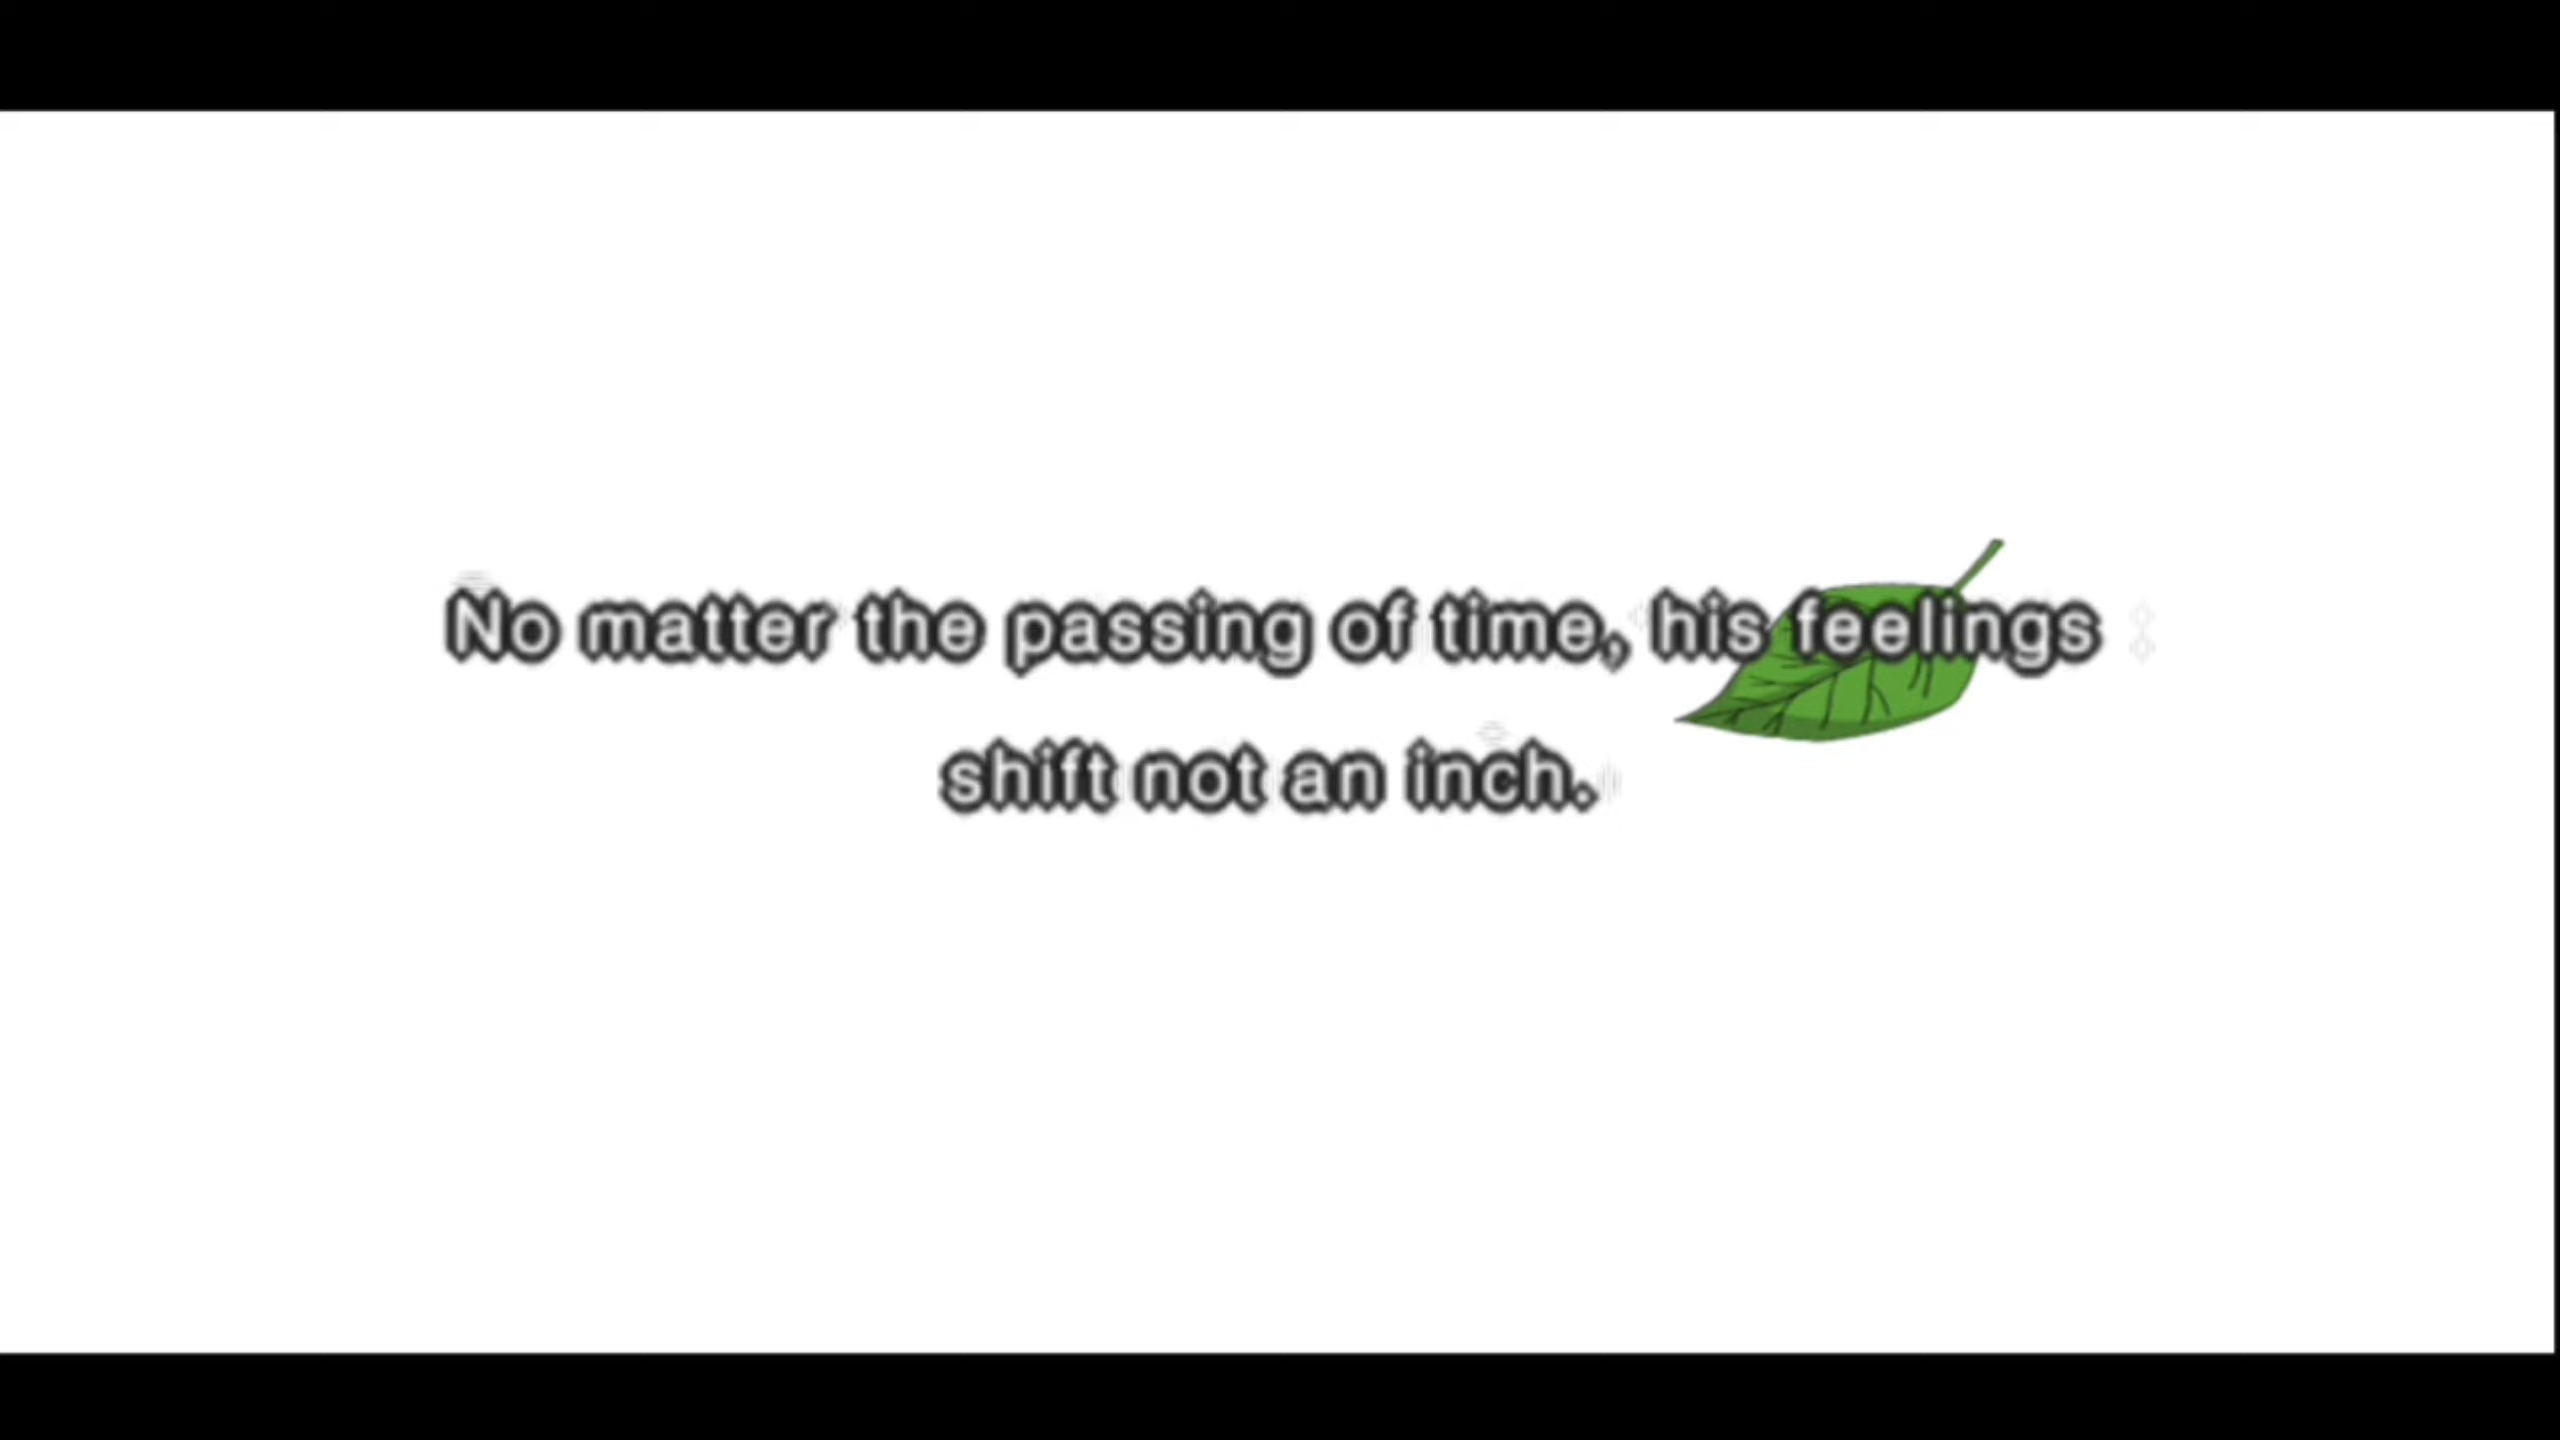 No matter the passing of time, his feelings
shift not an inch.